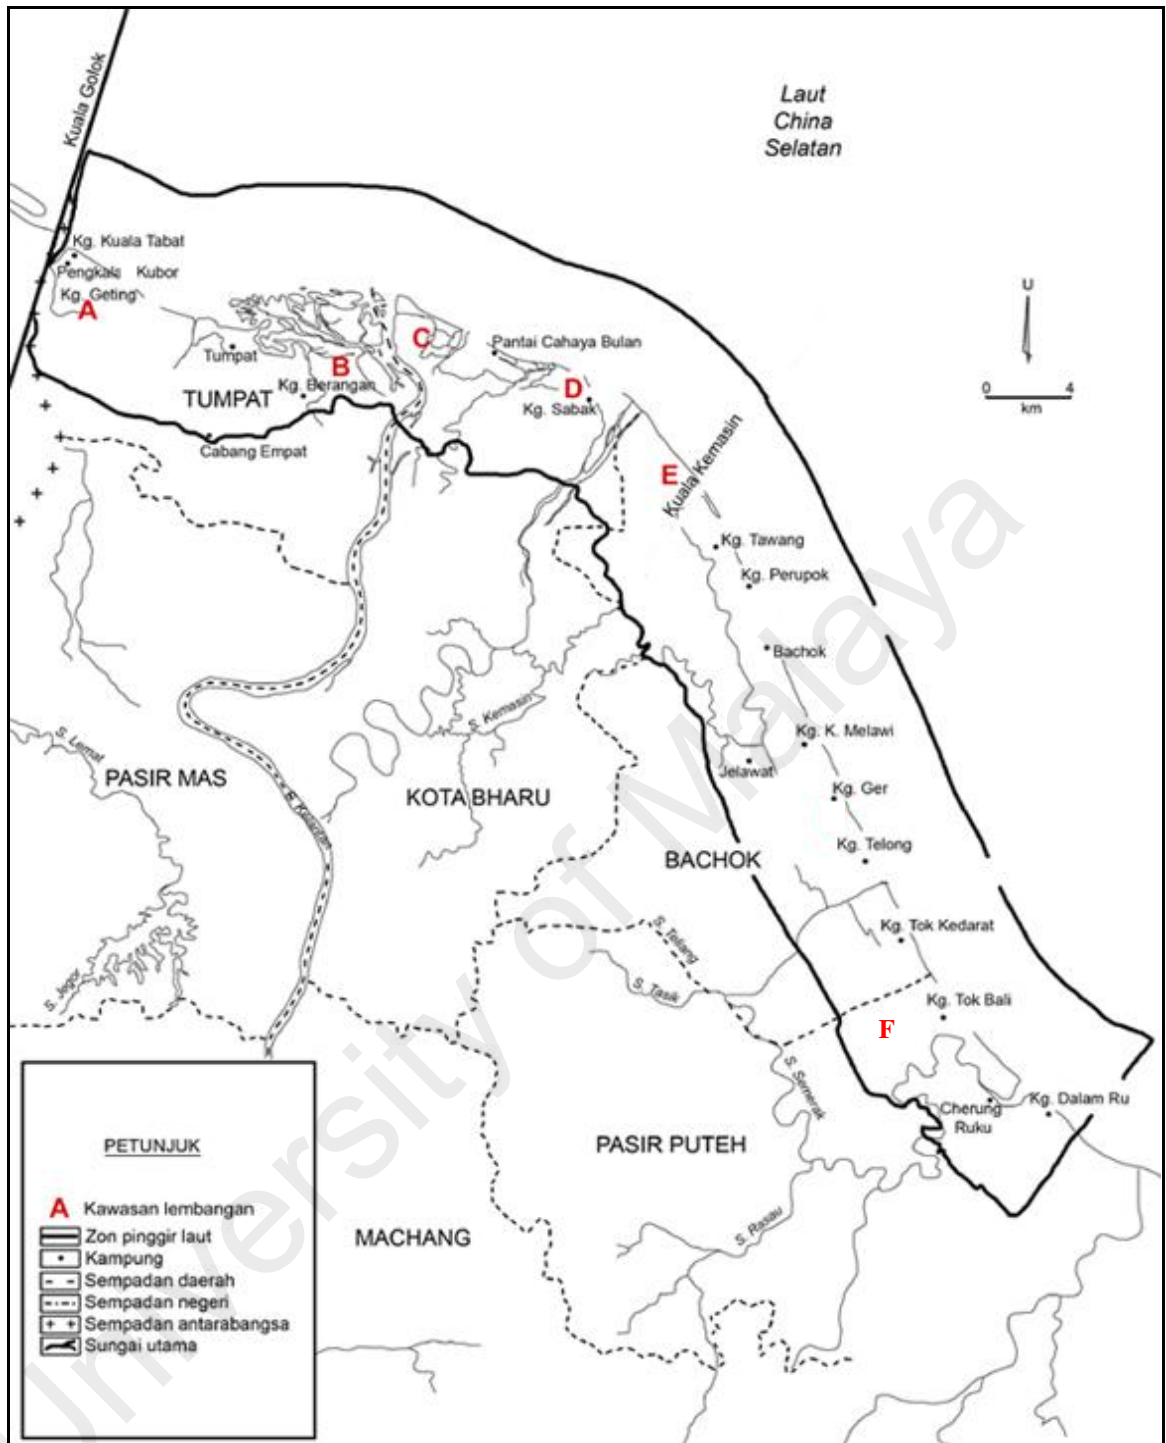 Kuala Golok
Laut
China
Selatan
Kg. Kuala Tabat
Pengkala Kubor
Kg. Geting
A
U
0 4
km
C
Pantai Cahaya Bulan
Tumpat
B
D
Kg. Berangan
TUMPAT
Kg. Sabak
Cabang Empat
E
Kuala Kemasin
Kg. Tawang
Kg. Perupok
Bachok
S. Kemasin
Kg. K. Melawi
S. Lemal
PASIR MAS
Jelawat
KOTA BHARU
Kg. Ger
S. Kelantan
Kg. Telong
BACHOK
Kg. Tok Kedarat
S. Teliang
S. Tasik
S. Jegor
Kg. Tok Bali
F
S. Semerak
Kg. Dalam Ru
Cherung
Ruku
PASIR PUTEH
S. Rasau
MACHANG
PETUNJUK
A Kawasan lembangan
Zon pinggir laut
Kampung
Sempadan daerah
Sempadan negeri
Sempadan antarabangsa
Sungai utama
University of Malaya